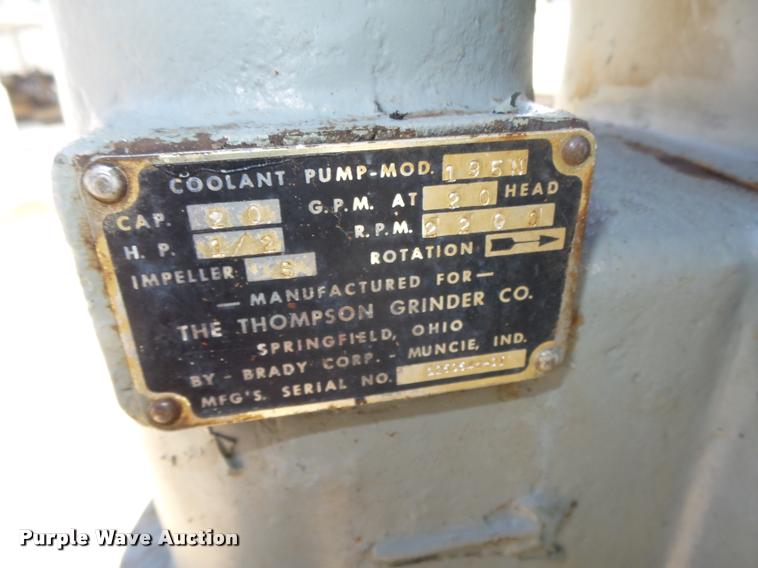 COOLANT PUMP-MOD. 195N
CAP. 20 G.P.M. AT 20 HEAD
H. P. 1/2 R.P.M.
IMPELLER ROTATION
— MANUFACTURED FOR —
THE THOMPSON GRINDER CO.
SPRINGFIELD, OHIO
BY - BRADY CORP. - MUNCIE, IND.
MFG'S. SERIAL NO.
Purple Wave Auction